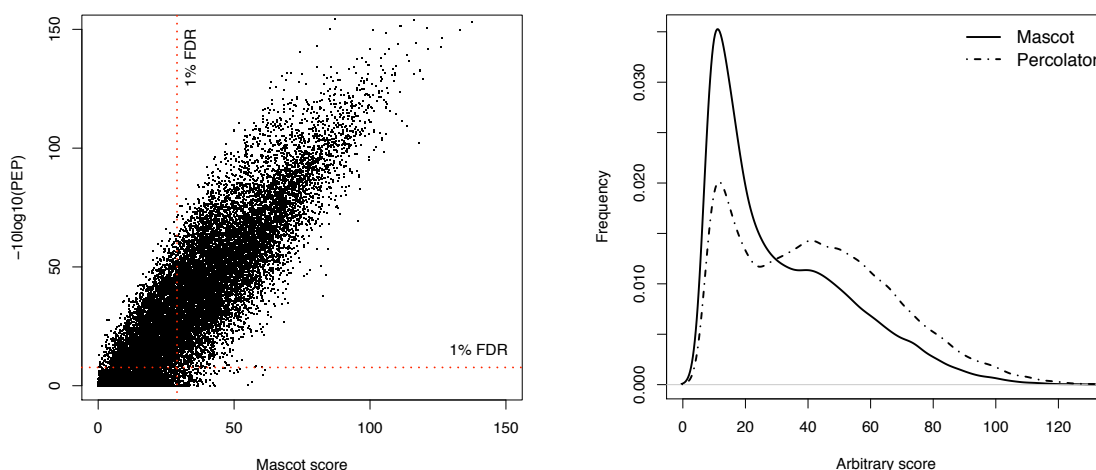 150
100
50
0
−10log10(PEP)
1% FDR
1% FDR
0 50 100 150
Mascot score
0.030
0.020
0.010
0.000
Frequency
Mascot
Percolator
0 20 40 60 80 100 120
Arbitrary score